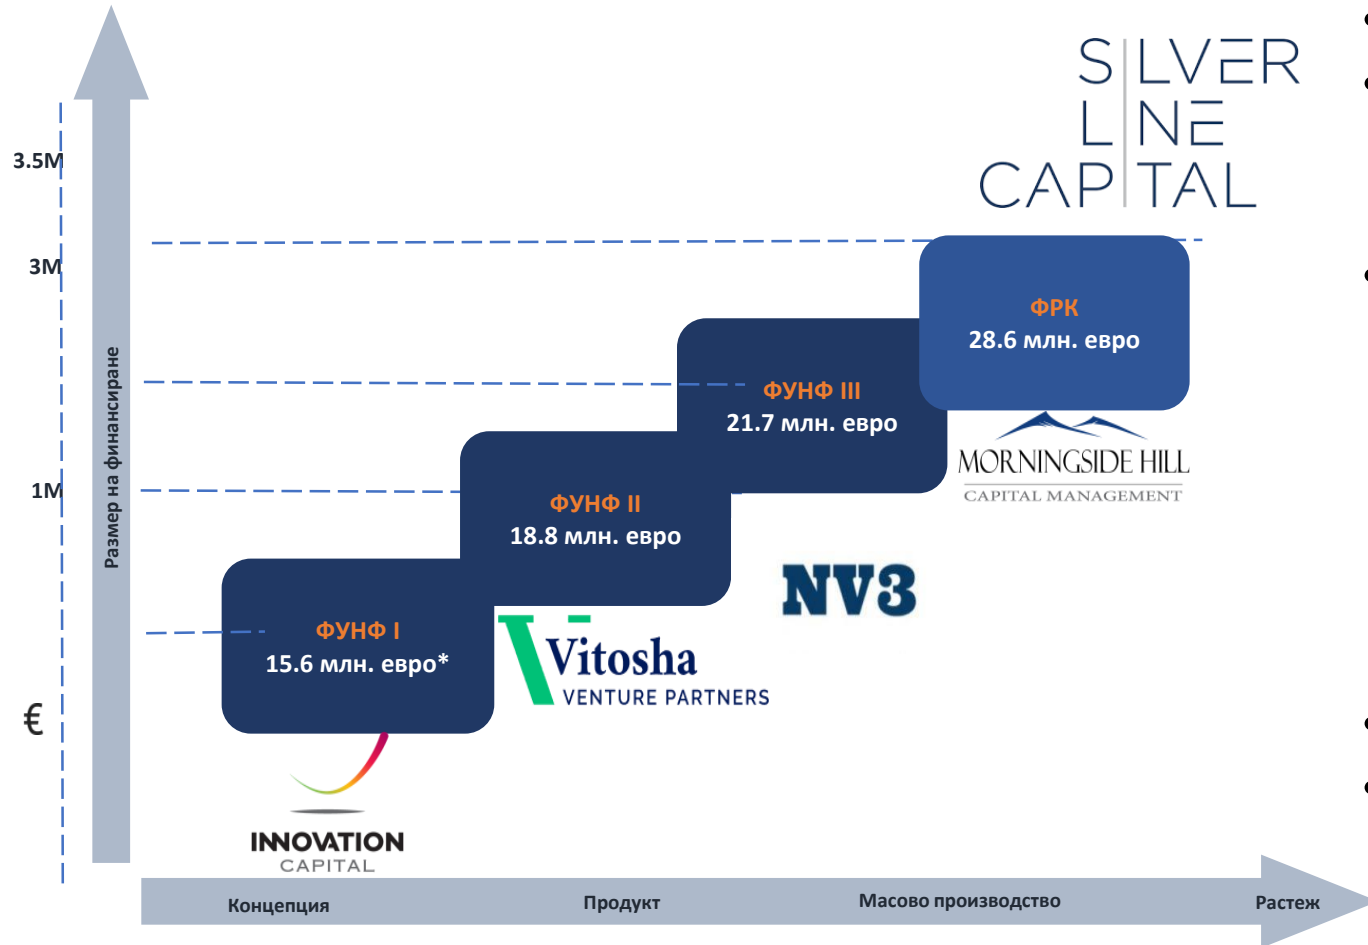 SILVER
LINE
CAPITAL
3.5M
3M
1M
€
Размер на финансиране
ФРК
28.6 млн. евро
MORNINGSIDE HILL
CAPITAL MANAGEMENT
ФУНФ III
21.7 млн. евро
NV3
ФУНФ II
18.8 млн. евро
Vitosha
VENTURE PARTNERS
ФУНФ I
15.6 млн. евро*
INNOVATION
CAPITAL
Концепция
Продукт
Масово производство
Растеж